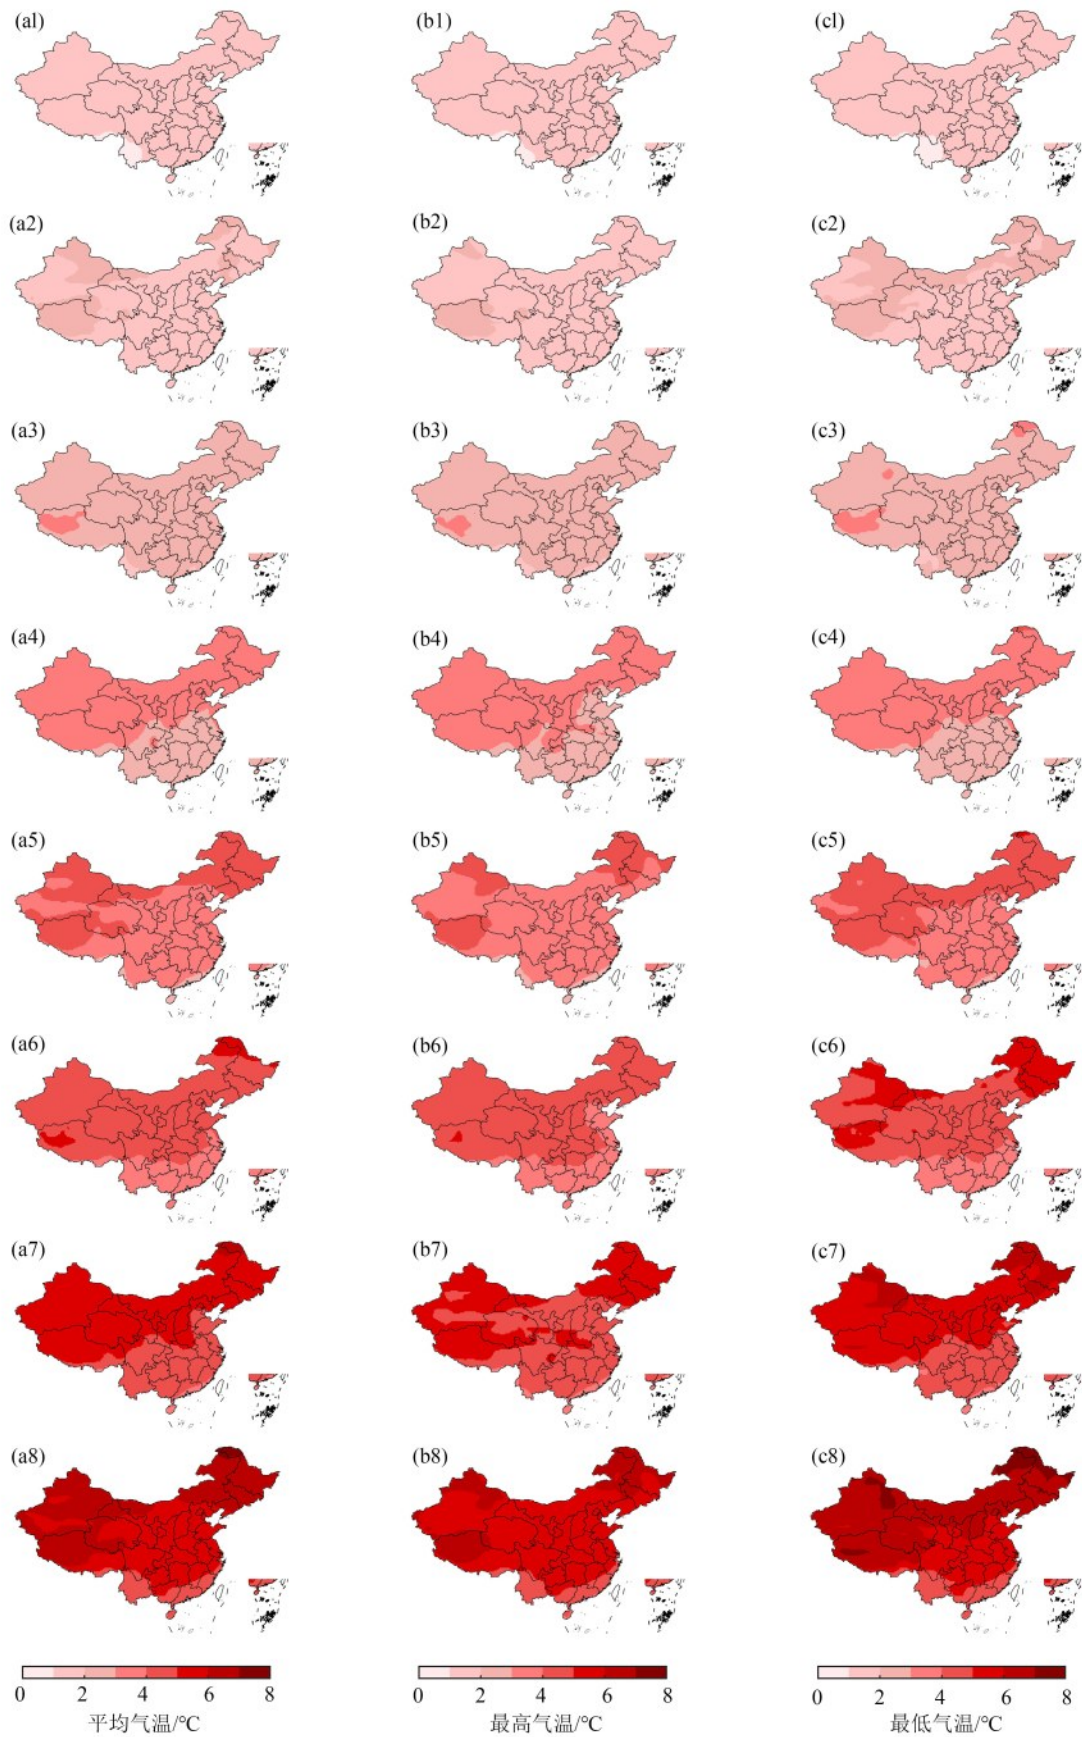 (al) (b1) (cl)
(a2) (b2) (c2)
(a3) (b3) (c3)
(a4) (b4) (c4)
(a5) (b5) (c5)
(a6) (b6) (c6)
(a7) (b7) (c7)
(a8) (b8) (c8)
0 2 4 6 8 0 2 4 6 8 0 2 4 6 8
平均气温/℃ 最高气温/℃ 最低气温/℃